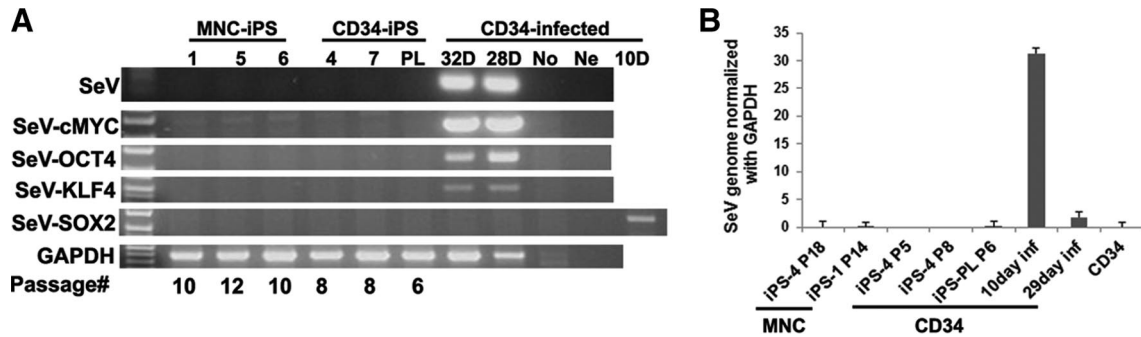 A
MNC-iPS CD34-iPS CD34-infected
1 5 6 4 7 PL 32D 28D No Ne 10D
SeV
SeV-cMYC
SeV-OCT4
SeV-KLF4
SeV-SOX2
GAPDH
Passage# 10 12 10 8 8 6
B
SeV genome normalized
with GAPDH
35
30
25
20
15
10
5
0
iPS-4 P18
iPS-1 P14
iPS-4 P5
iPS-4 P8
iPS-PL P6
10day inf
29day inf
CD34
MNC CD34